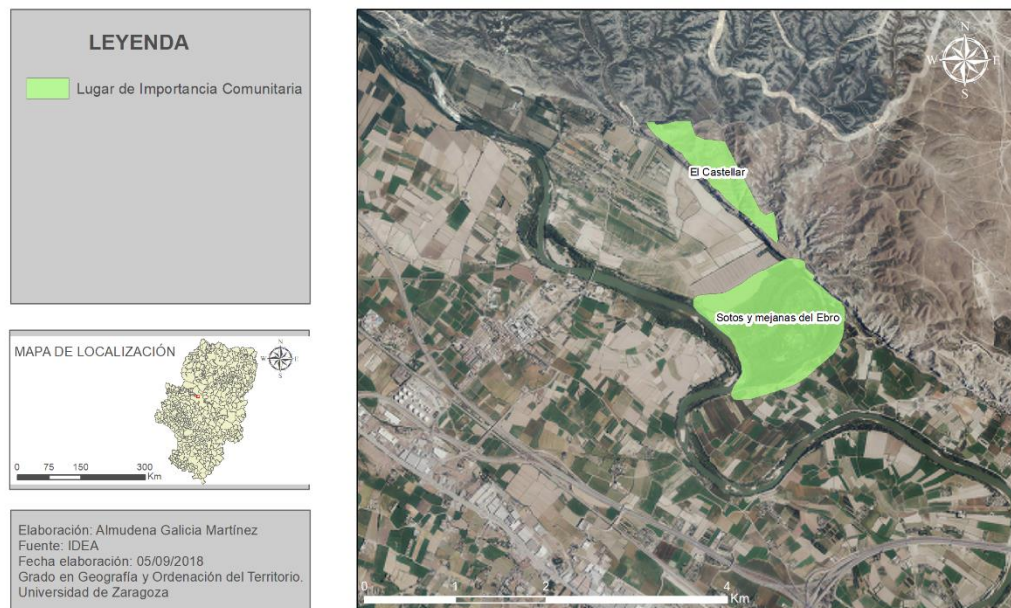 LEYENDA
Lugar de Importancia Comunitaria
MAPA DE LOCALIZACIÓN
N
W E
S
0 75 150 300
Km
Elaboración: Almudena Galicia Martínez
Fuente: IDEA
Fecha elaboración: 05/09/2018
Grado en Geografía y Ordenación del Territorio.
Universidad de Zaragoza
N
W E
S
El Castellar
Sotos y mejanas del Ebro
0 1 2 4
Km